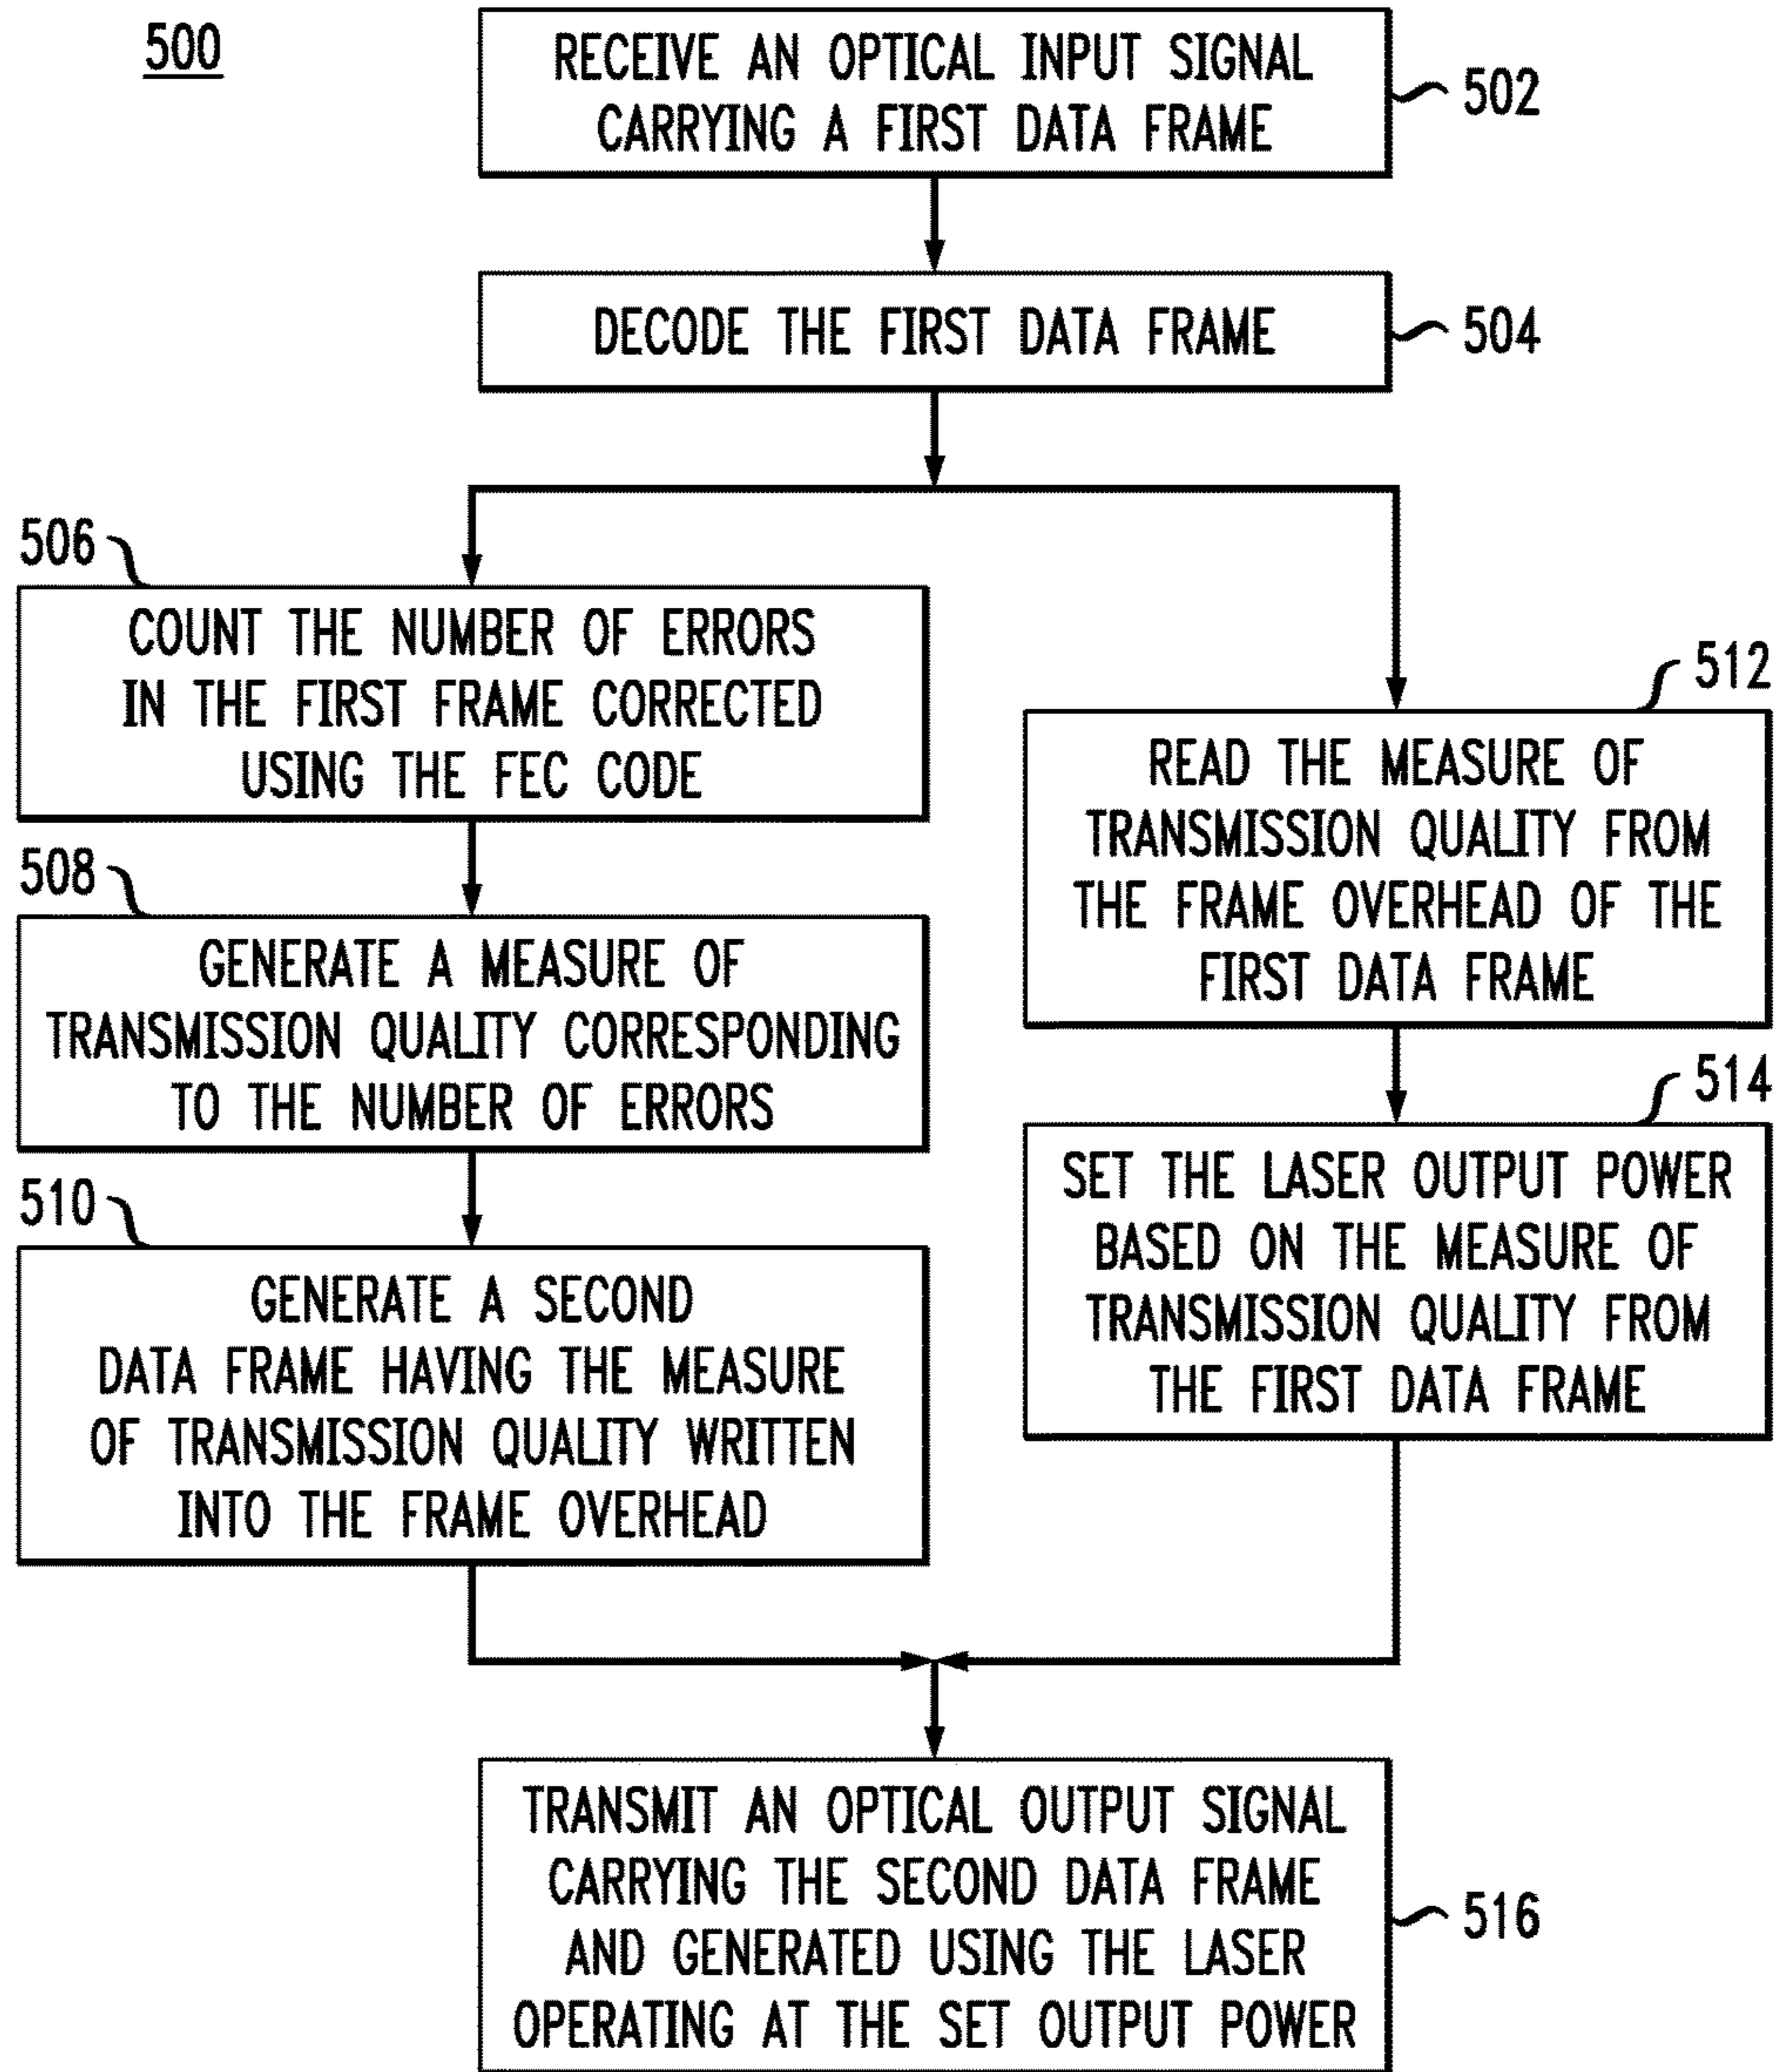 500
RECEIVE AN OPTICAL INPUT SIGNAL
CARRYING A FIRST DATA FRAME
502
DECODE THE FIRST DATA FRAME
504
506
COUNT THE NUMBER OF ERRORS
IN THE FIRST FRAME CORRECTED
USING THE FEC CODE
508
GENERATE A MEASURE OF
TRANSMISSION QUALITY CORRESPONDING
TO THE NUMBER OF ERRORS
510
GENERATE A SECOND
DATA FRAME HAVING THE MEASURE
OF TRANSMISSION QUALITY WRITTEN
INTO THE FRAME OVERHEAD
512
READ THE MEASURE OF
TRANSMISSION QUALITY FROM
THE FRAME OVERHEAD OF THE
FIRST DATA FRAME
514
SET THE LASER OUTPUT POWER
BASED ON THE MEASURE OF
TRANSMISSION QUALITY FROM
THE FIRST DATA FRAME
TRANSMIT AN OPTICAL OUTPUT SIGNAL
CARRYING THE SECOND DATA FRAME
AND GENERATED USING THE LASER
OPERATING AT THE SET OUTPUT POWER
516